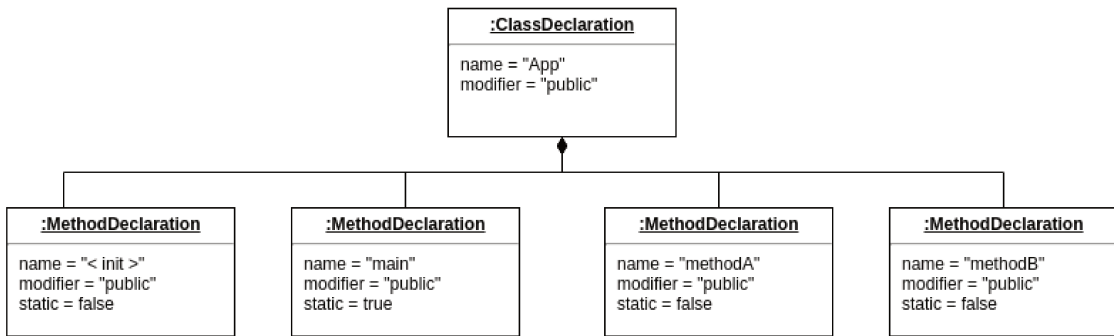 :ClassDeclaration
name = "App"
modifier = "public"
:MethodDeclaration
name = "< init >"
modifier = "public"
static = false
:MethodDeclaration
name = "main"
modifier = "public"
static = true
:MethodDeclaration
name = "methodA"
modifier = "public"
static = false
:MethodDeclaration
name = "methodB"
modifier = "public"
static = false